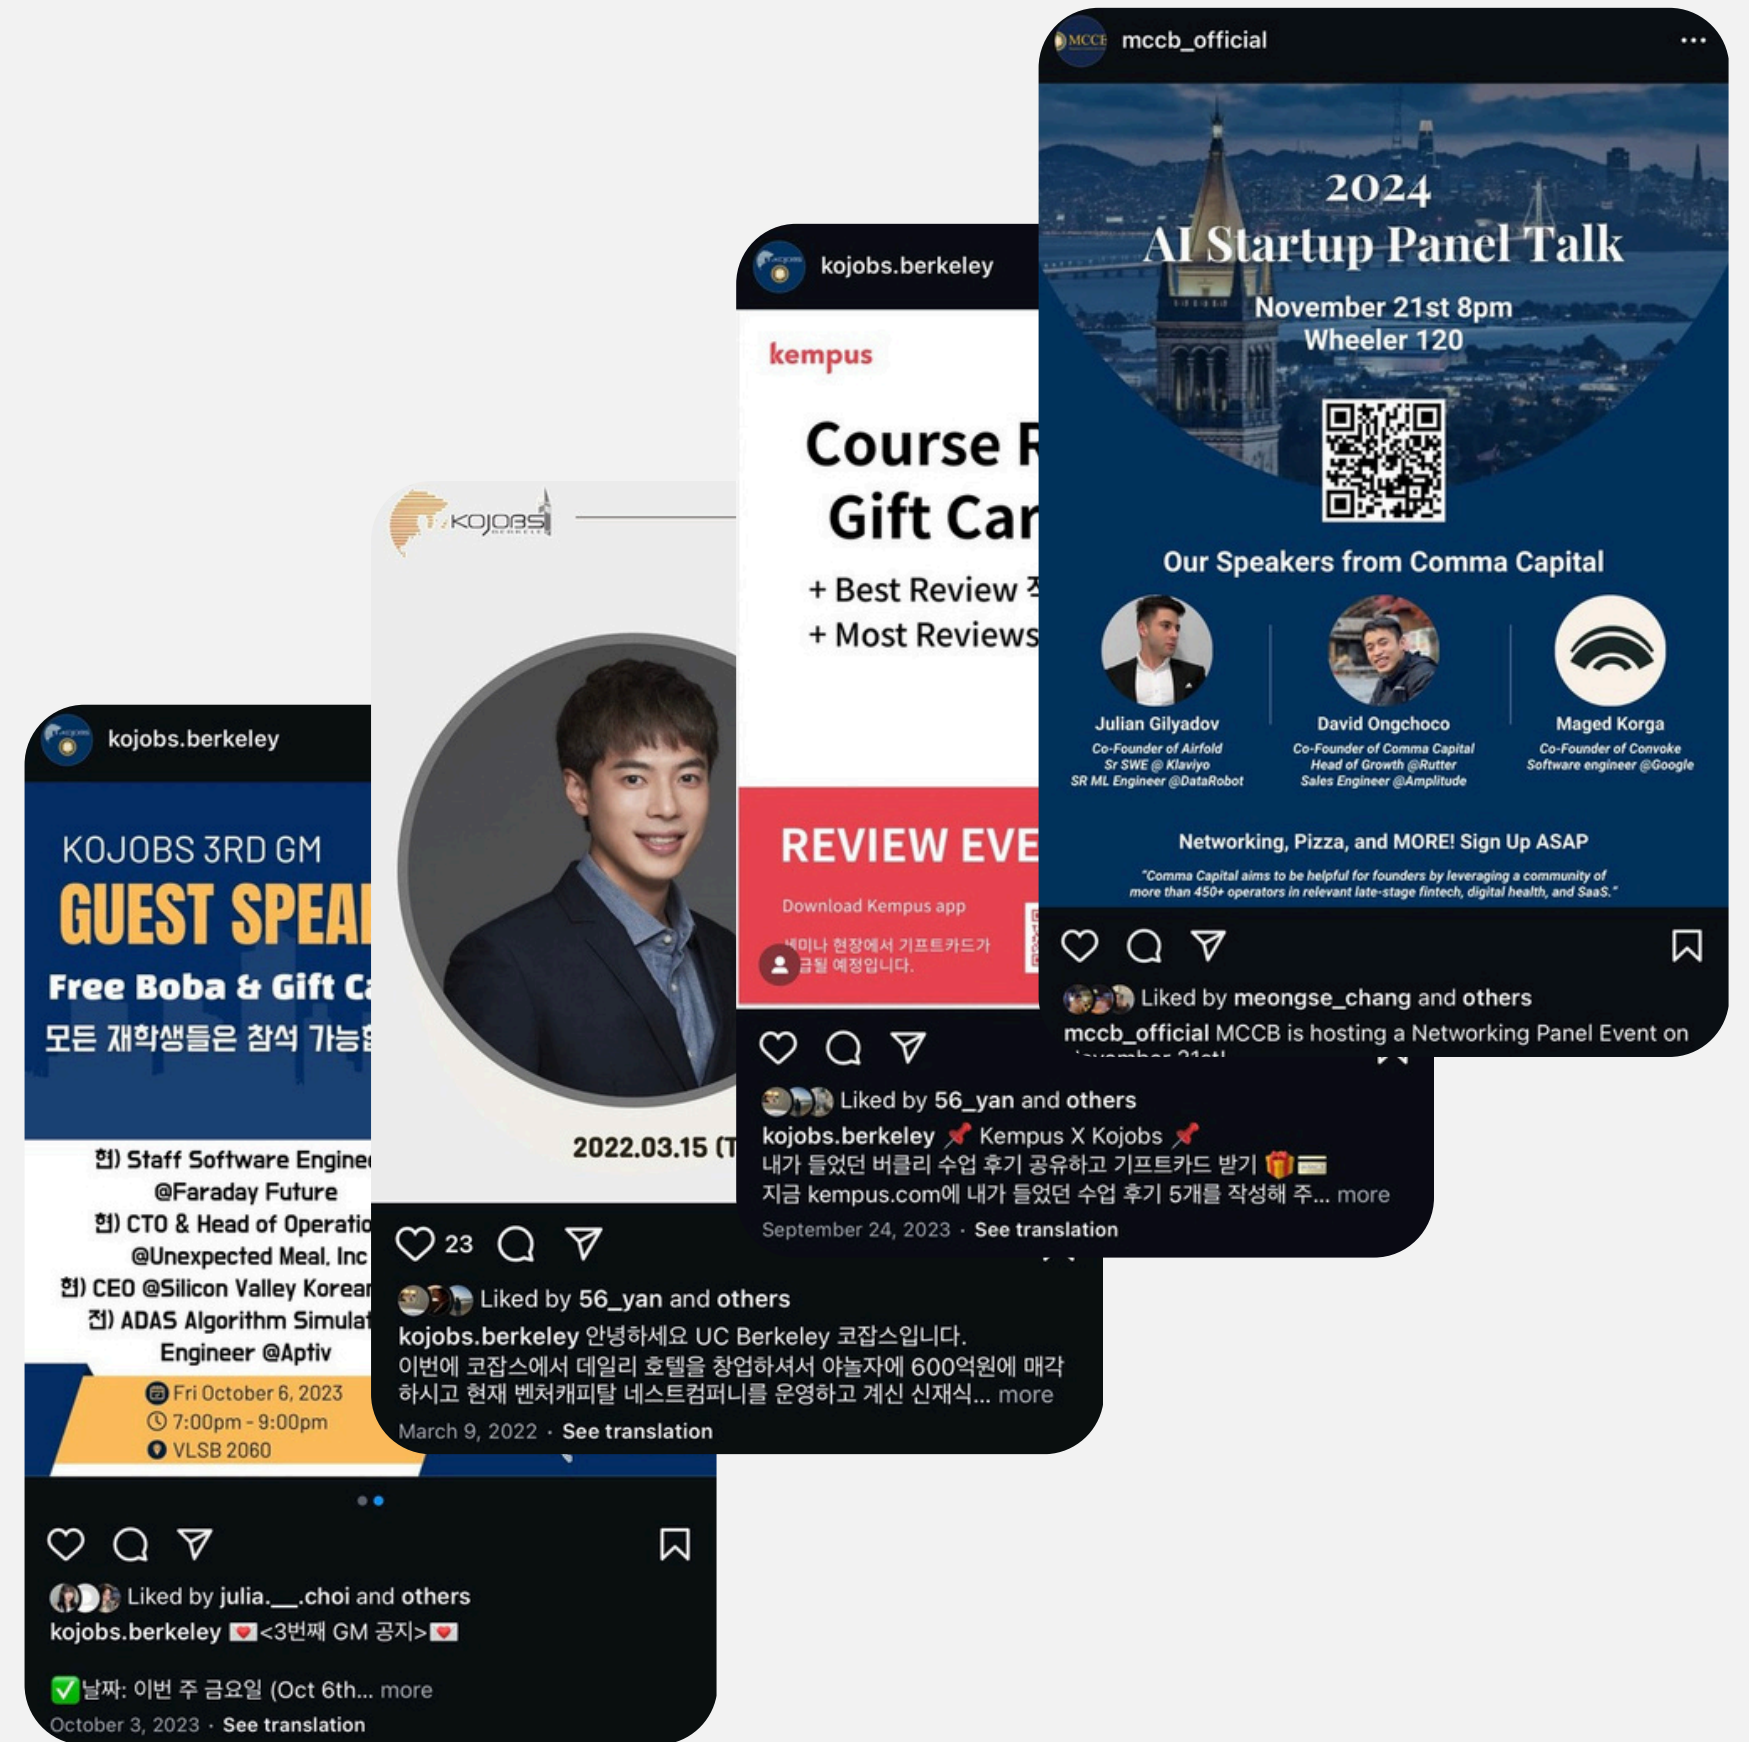 mccb_official
2024
AI Startup Panel Talk
November 21st 8pm
Wheeler 120
Our Speakers from Comma Capital
Julian Gilyadov
Co-Founder of Airfold
Sr SWE @ Klaviyo
SR ML Engineer @DataRobot
David Ongchoco
Co-Founder of Comma Capital
Head of Growth @Rutter
Sales Engineer @Amplitude
Maged Korga
Co-Founder of Convoke
Software engineer @Google
Networking, Pizza, and MORE! Sign Up ASAP
"Comma Capital aims to be helpful for founders by leveraging a community of
more than 450+ operators in relevant late-stage fintech, digital health, and SaaS."
Liked by meongse_chang and others
mccb_official MCCB is hosting a Networking Panel Event on
kojobs.berkeley
kempus
Course
Gift
+ Best Review
+ Most Reviews
REVIEW
Download Kempus app
현장에서 기프트카드가
예정입니다.
Liked by 56_yan and others
kojobs.berkeley 📌 Kempus X Kojobs 📌
내가 들었던 버클리 수업 후기 공유하고 기프트카드 받기 🎁💳
지금 kempus.com에 내가 들었던 수업 후기 5개를 작성해 주... more
September 24, 2023 · See translation
KOJOBS
2022.03.15
23
Liked by 56_yan and others
kojobs.berkeley 안녕하세요 UC Berkeley 코잡스입니다.
이번에 코잡스에서 데일리 호텔을 창업하셔서 야놀자에 600억원에 매각
하시고 현재 벤처캐피탈 네스트컴퍼니를 운영하고 계신 신재식... more
March 9, 2022 · See translation
kojobs.berkeley
KOJOBS 3RD GM
GUEST
Free Boba & Gift
모든 재학생들은 참석
현) Staff Software
@Faraday Future
현) CTO & Head of
@Unexpected Meal, Inc
현) CEO @Silicon Valley
전) ADAS Algorithm
Engineer @Aptiv
Fri October 6, 2023
7:00pm - 9:00pm
VLSB 2060
Liked by julia.__.choi and others
kojobs.berkeley 💌<3번째 GM 공지>💌
✅날짜: 이번 주 금요일 (Oct 6th... more
October 3, 2023 · See translation